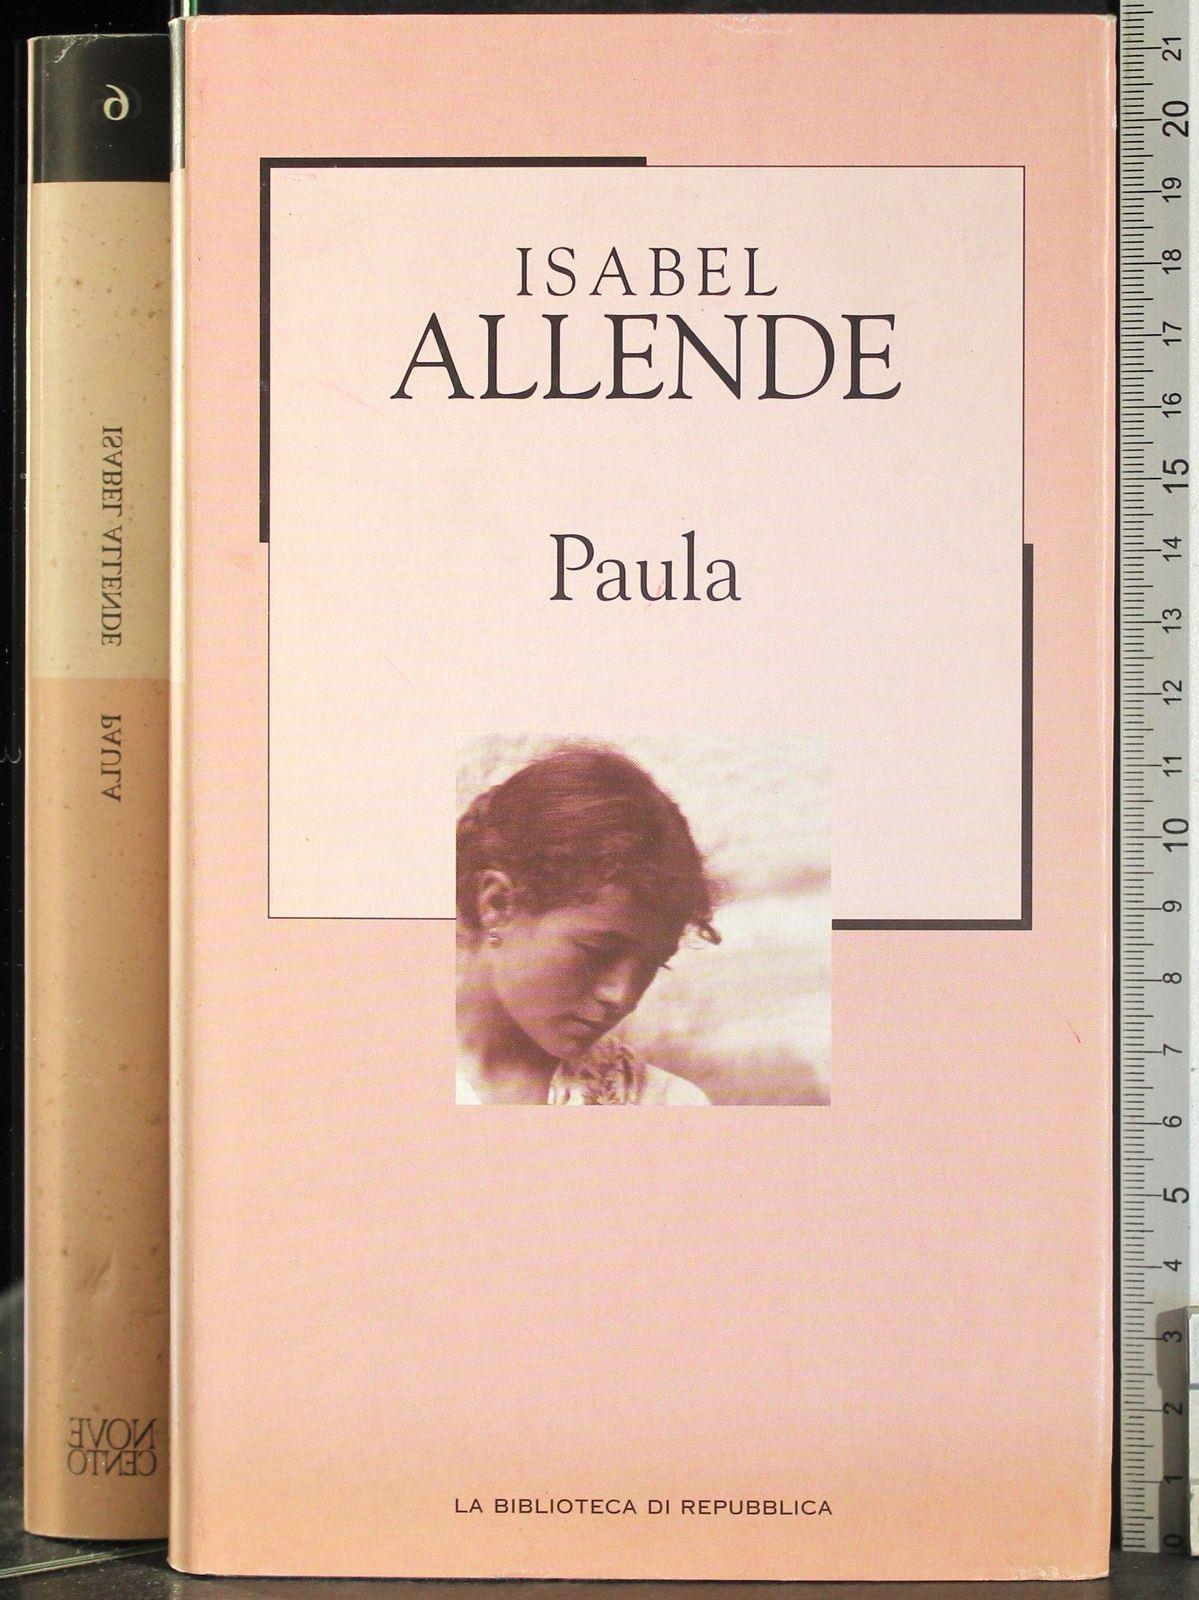 ISABEL
ALLENDE
Paula
LA BIBLIOTECA DI REPUBBLICA
6
ISABEL ALLENDE
PAULA
NOVE
CENTO
21
20
19
18
17
16
15
14
13
12
11
10
9
8
7
6
5
4
3
2
1
0